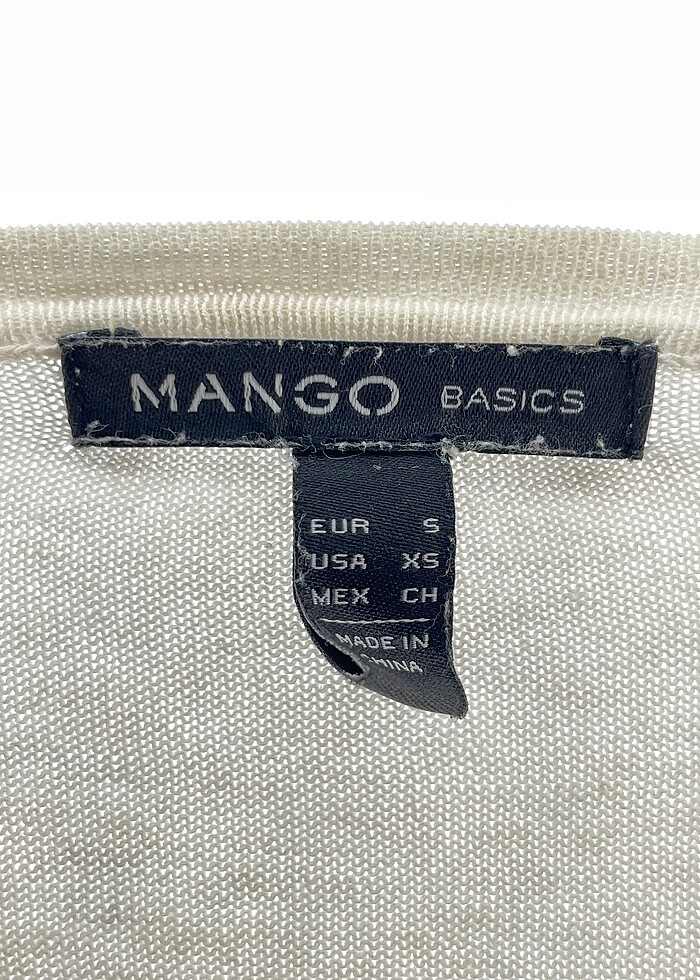 MANGO BASICS
EUR S
USA XS
MEX CH
MADE IN
CHINA